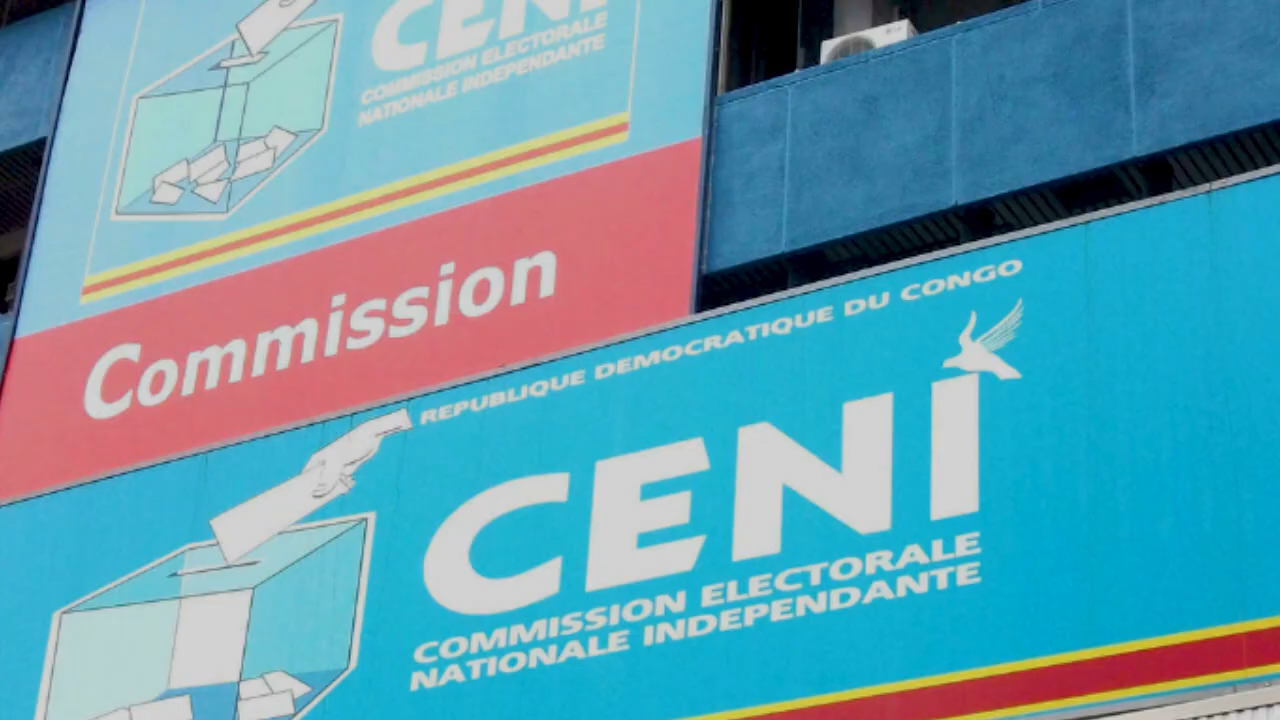 CENI
COMMISSION ELECTORALE
NATIONALE INDEPENDANTE
Commission
REPUBLIQUE DEMOCRATIQUE DU CONGO
CENI
COMMISSION ELECTORALE
NATIONALE INDEPENDANTE